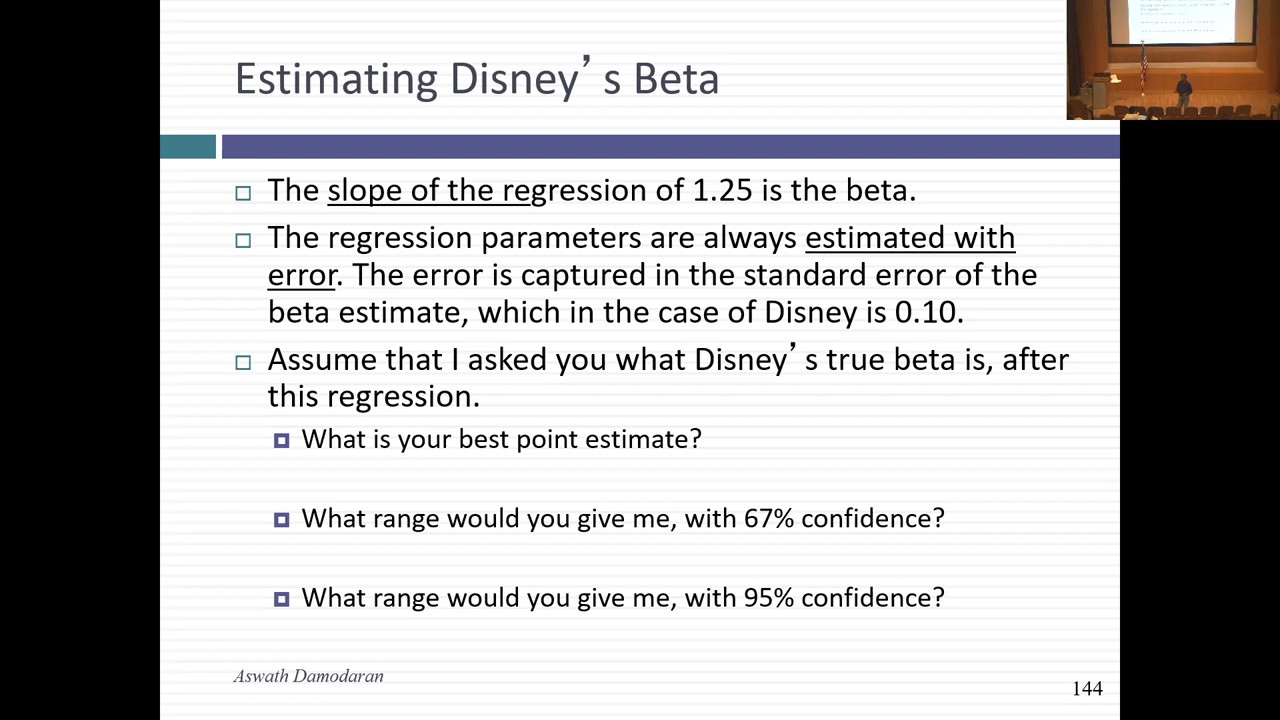 Estimating Disney’s Beta
The slope of the regression of 1.25 is the beta.
The regression parameters are always estimated with
error. The error is captured in the standard error of the
beta estimate, which in the case of Disney is 0.10.
Assume that I asked you what Disney’s true beta is, after
this regression.
What is your best point estimate?
What range would you give me, with 67% confidence?
What range would you give me, with 95% confidence?
Aswath Damodaran
144